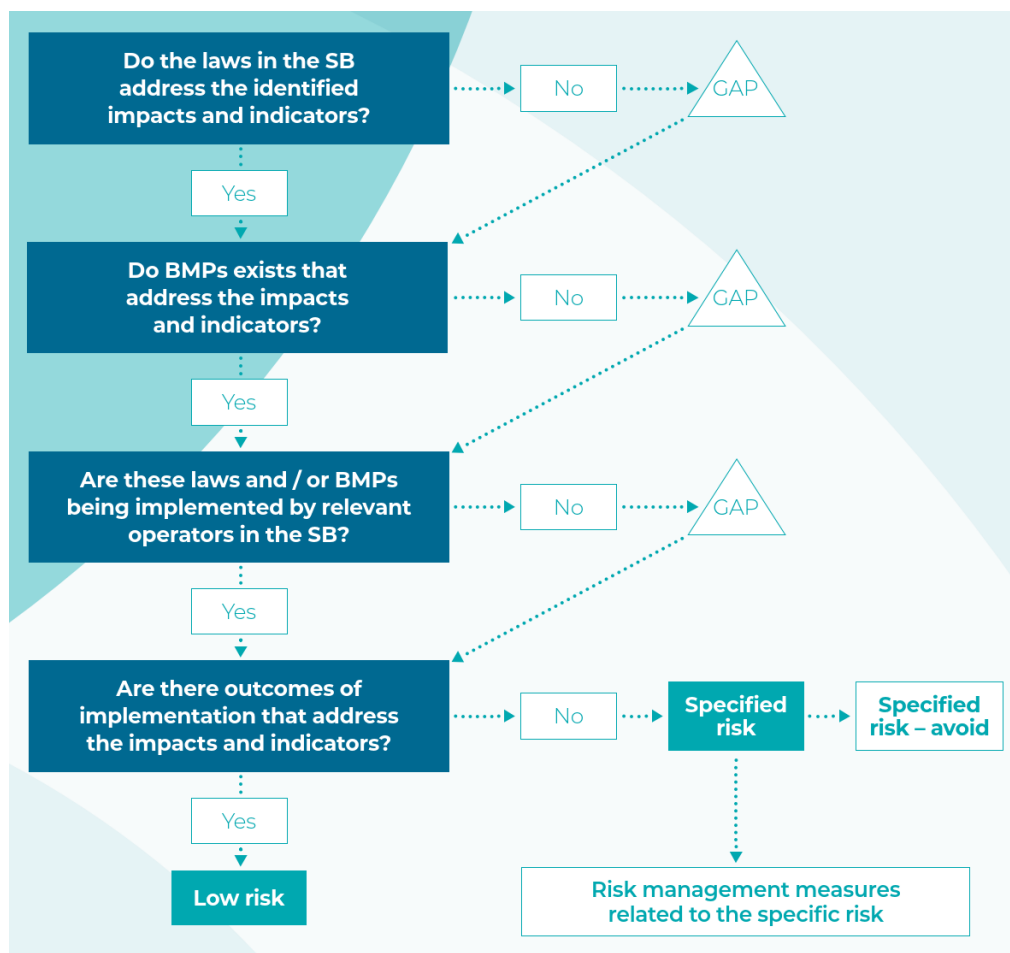 Do the laws in the SB
address the identified
impacts and indicators?
No
GAP
Yes
Do BMPs exists that
address the impacts
and indicators?
No
GAP
Yes
Are these laws and / or BMPs
being implemented by relevant
operators in the SB?
No
GAP
Yes
Are there outcomes of
implementation that address
the impacts and indicators?
No
Specified
risk
Specified
risk – avoid
Yes
Low risk
Risk management measures
related to the specific risk